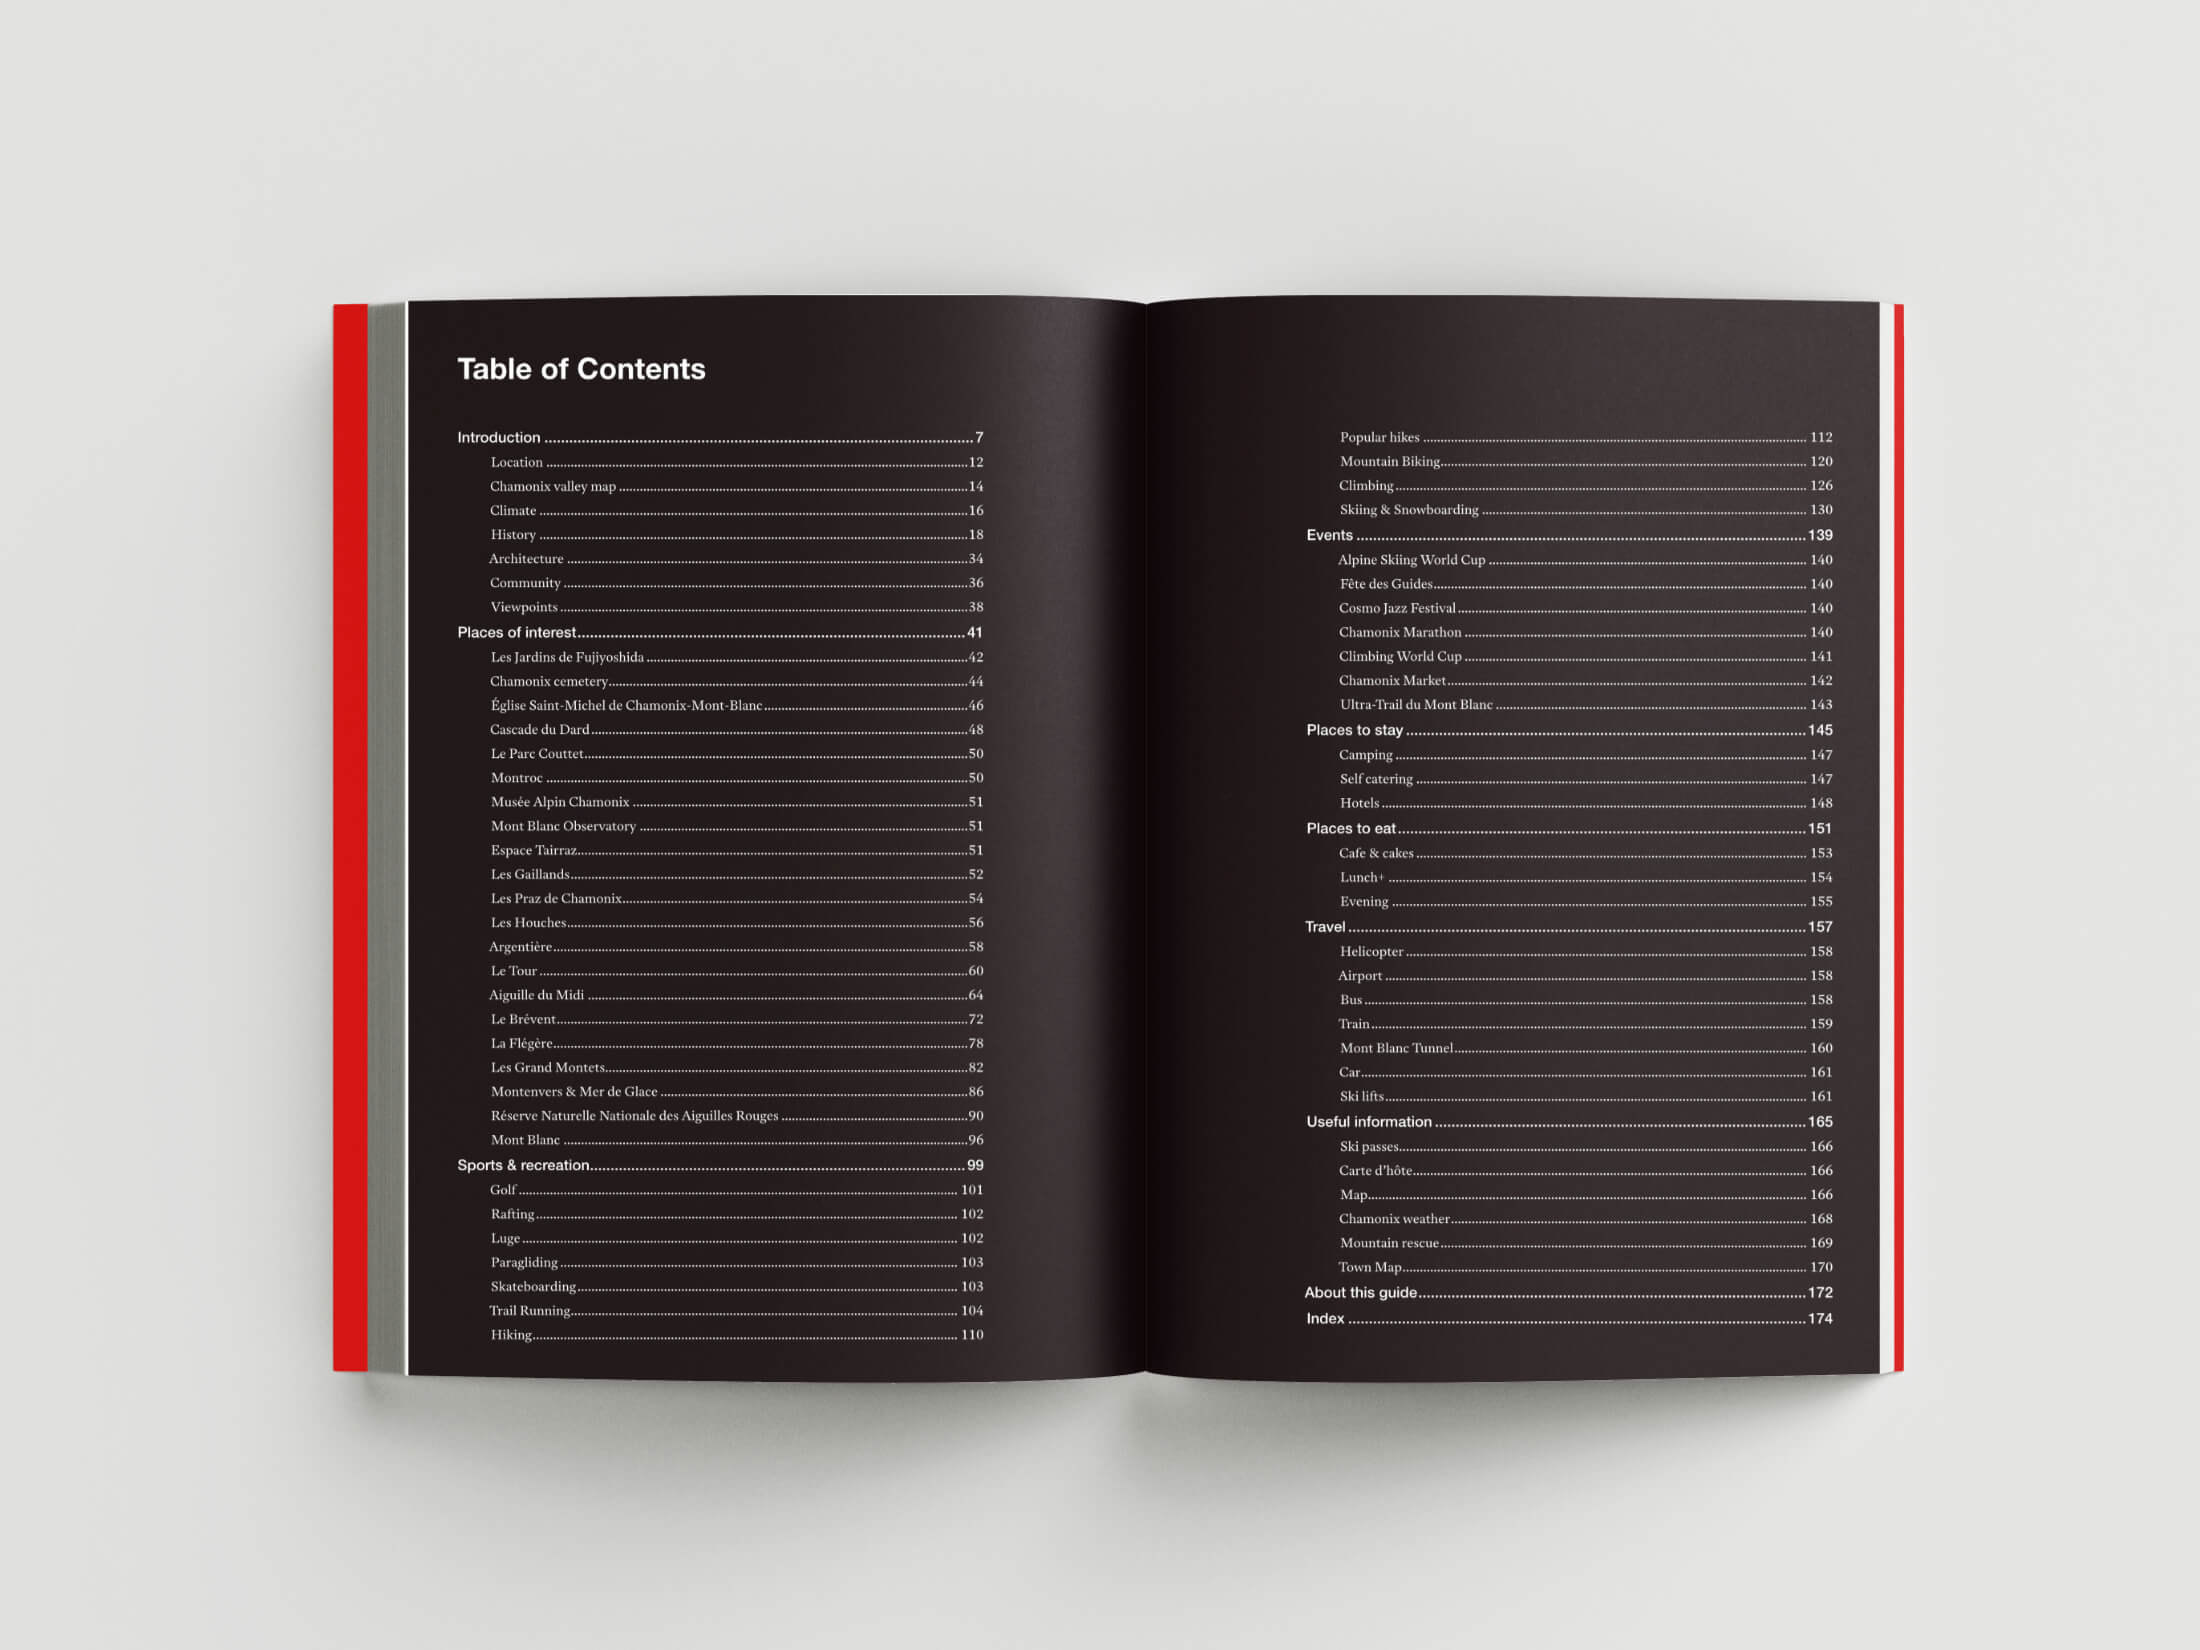 Table of Contents
Introduction 7
Location 12
Chamonix valley map 14
Climate 16
History 18
Architecture 34
Community 36
Viewpoints 38
Places of interest 41
Les Jardins de Fujiyoshida 42
Chamonix cemetery 44
Église Saint-Michel de Chamonix-Mont-Blanc 46
Cascade du Dard 48
Le Parc Couttet 50
Montroc 50
Musée Alpin Chamonix 51
Mont Blanc Observatory 51
Espace Tairraz 51
Les Gaillands 52
Les Praz de Chamonix 54
Les Houches 56
Argentière 58
Le Tour 60
Aiguille du Midi 64
Le Brévent 72
La Flégère 78
Les Grand Montets 82
Montenvers & Mer de Glace 86
Réserve Naturelle Nationale des Aiguilles Rouges 90
Mont Blanc 96
Sports & recreation 99
Golf 101
Rafting 102
Luge 102
Paragliding 103
Skateboarding 103
Trail Running 104
Hiking 110
Popular hikes 112
Mountain Biking 120
Climbing 126
Skiing & Snowboarding 130
Events 139
Alpine Skiing World Cup 140
Fête des Guides 140
Cosmo Jazz Festival 140
Chamonix Marathon 140
Climbing World Cup 141
Chamonix Market 142
Ultra-Trail du Mont Blanc 143
Places to stay 145
Camping 147
Self catering 147
Hotels 148
Places to eat 151
Cafe & cakes 153
Lunch+ 154
Evening 155
Travel 157
Helicopter 158
Airport 158
Bus 158
Train 159
Mont Blanc Tunnel 160
Car 161
Ski lifts 161
Useful information 165
Ski passes 166
Carte d'hôte 166
Map 166
Chamonix weather 168
Mountain rescue 169
Town Map 170
About this guide 172
Index 174